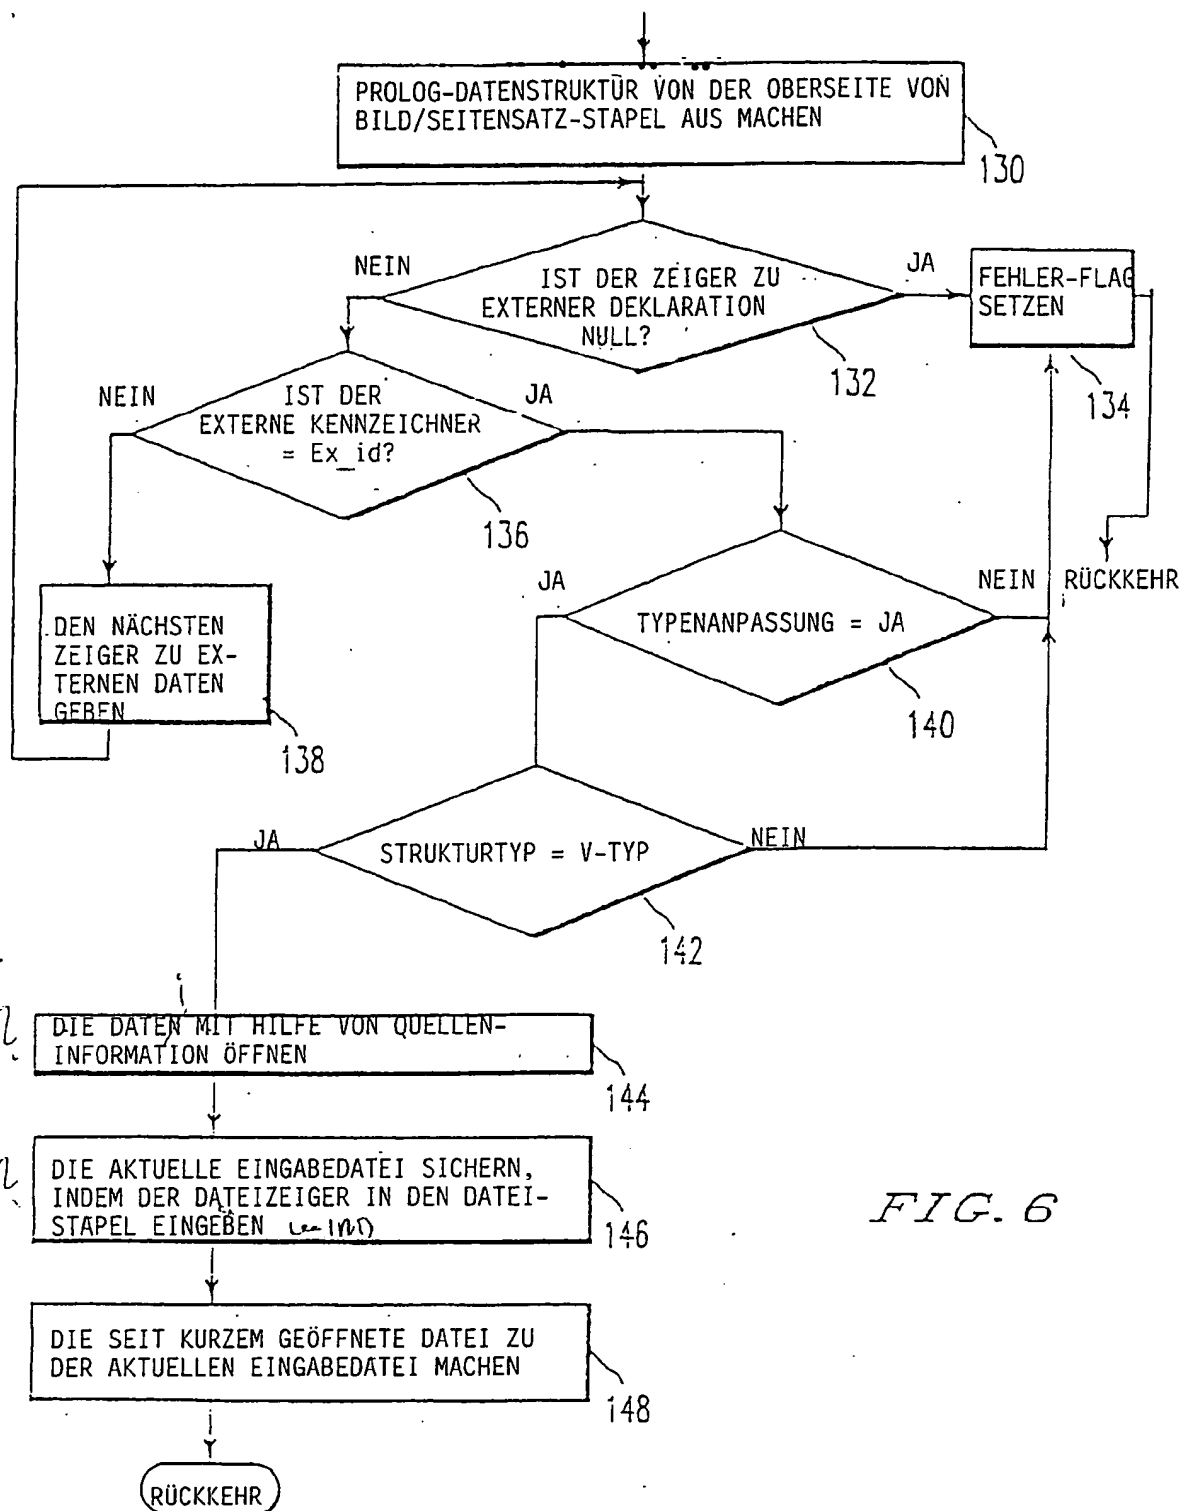 PROLOG-DATENSTRUKTUR VON DER OBERSEITE VON
BILD/SEITENSATZ-STAPEL AUS MACHEN
130
NEIN
IST DER ZEIGER ZU
EXTERNER DEKLARATION
NULL?
JA
132
FEHLER-FLAG
SETZEN
134
NEIN
IST DER
EXTERNE KENNZEICHNER
= Ex_id?
JA
136
DEN NÄCHSTEN
ZEIGER ZU EX-
TERNEN DATEN
GEBEN
138
JA
TYPENANPASSUNG = JA
NEIN
140
RÜCKKEHR
JA
STRUKTURTYP = V-TYP
NEIN
142
DIE DATEN MIT HILFE VON QUELLEN-
INFORMATION ÖFFNEN
144
DIE AKTUELLE EINGABEDATEI SICHERN,
INDEM DER DATEIZEIGER IN DEN DATEI-
STAPEL EINGEBEN
146
DIE SEIT KURZEM GEÖFFNETE DATEI ZU
DER AKTUELLEN EINGABEDATEI MACHEN
148
RÜCKKEHR
FIG. 6